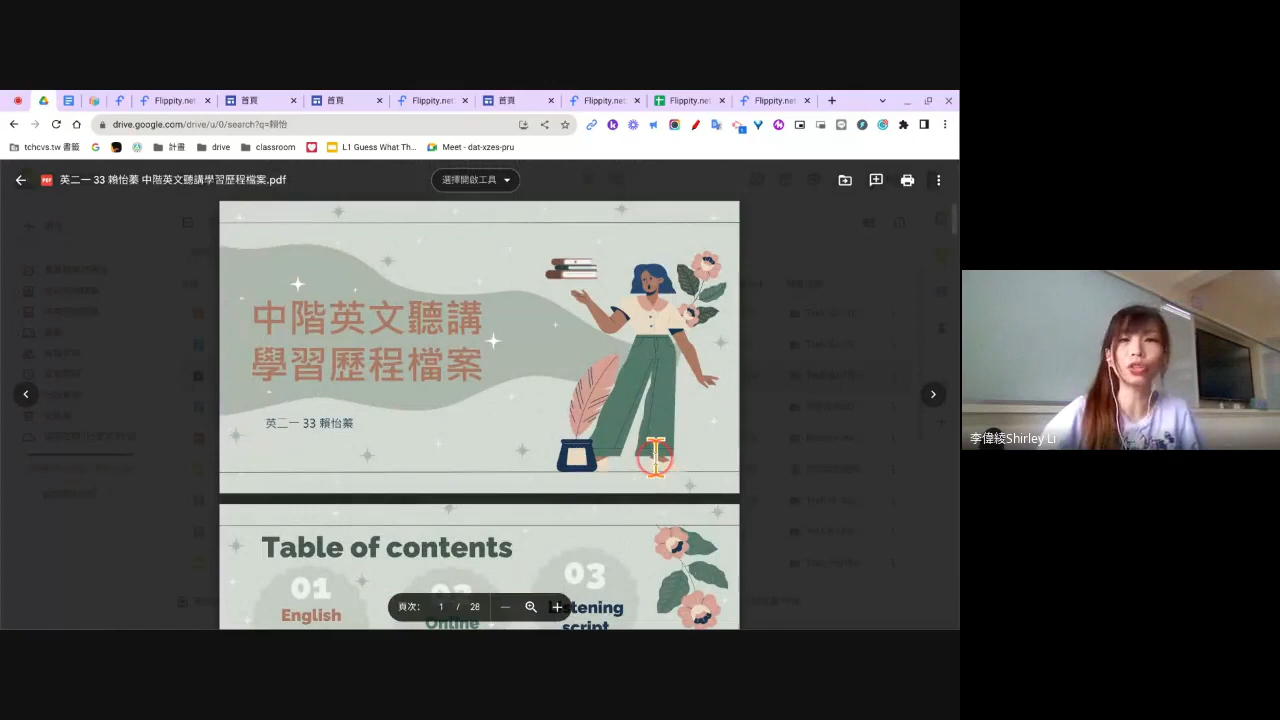 Flippity.net
首頁
首頁
Flippity.net
首頁
Flippity.net
Flippity.net
Flippity.net
drive.google.com/drive/u/0/search?q=賴怡
tchcvs.tw 書籤
計畫
drive
classroom
L1 Guess What Th...
Meet - dat-xzes-pru
英二一 33 賴怡蓁 中階英文聽講學習歷程檔案.pdf
選擇開啟工具
中階英文聽講
學習歷程檔案
英二一 33 賴怡蓁
Table of contents
01
English
02
Online
03
Listening
script
頁次： 1 / 28
李偉綾Shirley Li